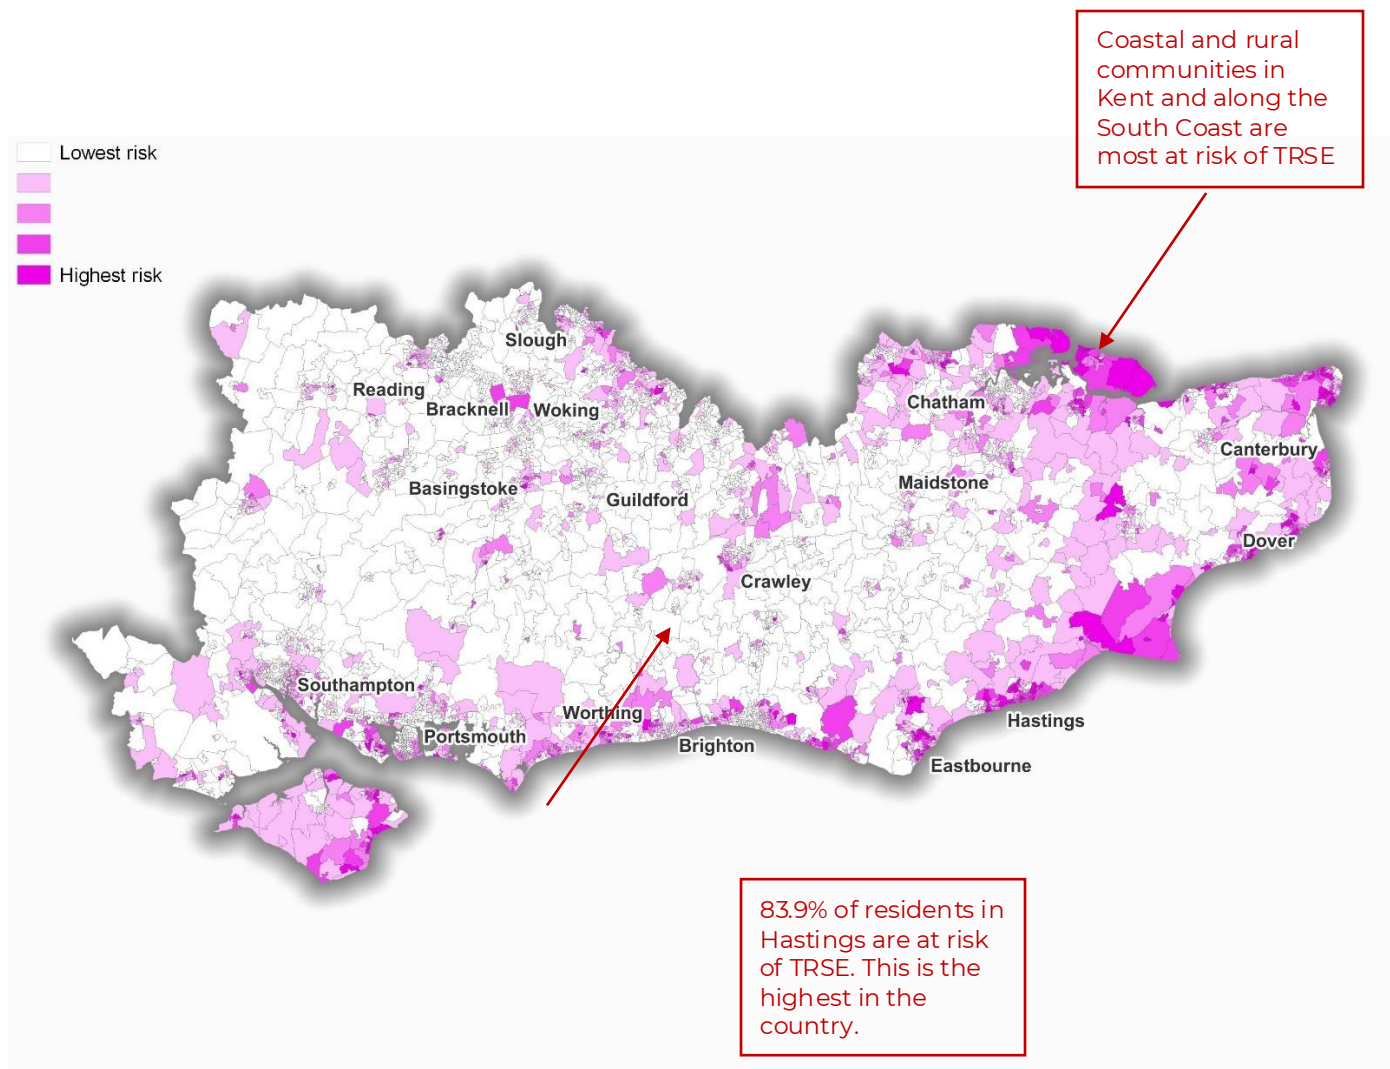 Coastal and rural
communities in
Kent and along the
South Coast are
most at risk of TRSE
Lowest risk
Highest risk
Slough
Reading
Bracknell
Woking
Chatham
Canterbury
Basingstoke
Guildford
Maidstone
Dover
Crawley
Southampton
Worthing
Portsmouth
Brighton
Hastings
Eastbourne
83.9% of residents in
Hastings are at risk
of TRSE. This is the
highest in the
country.